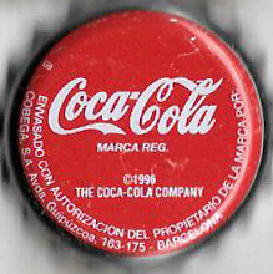 Coca-Cola
MARCA REG.
©1996
THE COCA-COLA COMPANY
ENVASADO CON AUTORIZACIÓN DEL PROPIETARIO DE LA MARCA POR:
COBEGA, S.A. Avda. Guipúzcoa, 163-175 - BARCELONA